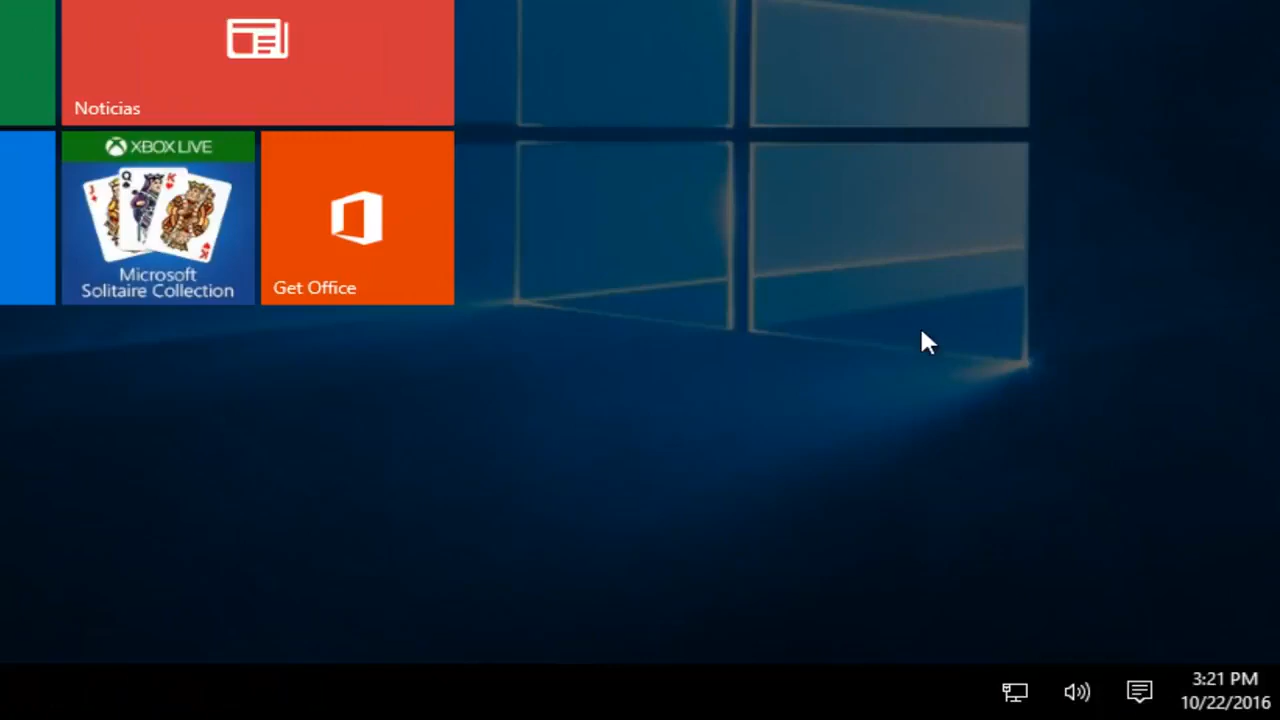 Noticias
XBOX LIVE
J
Q
K
K
Microsoft
Solitaire Collection
Get Office
3:21 PM
10/22/2016